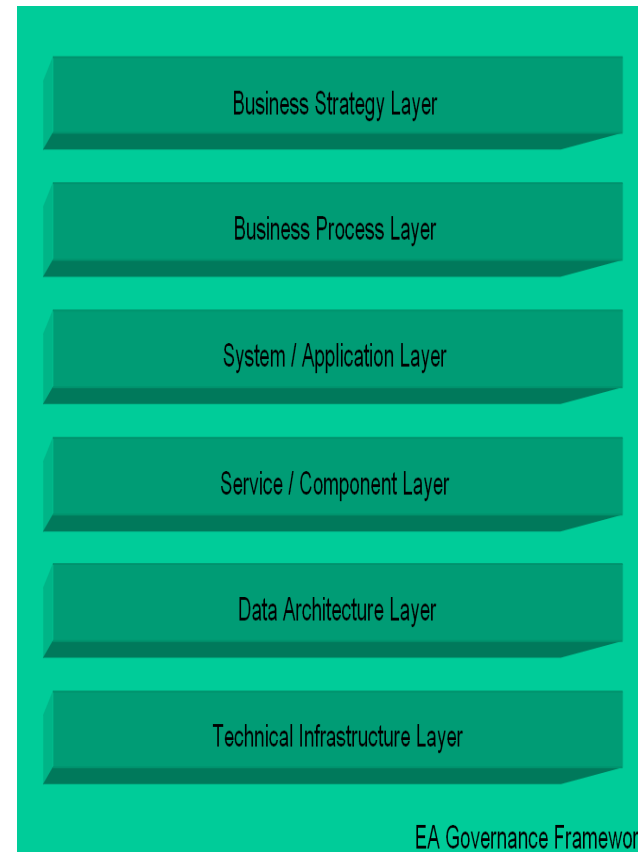 Business Strategy Layer
Business Process Layer
System / Application Layer
Service / Component Layer
Data Architecture Layer
Technical Infrastructure Layer
EA Governance Framewor